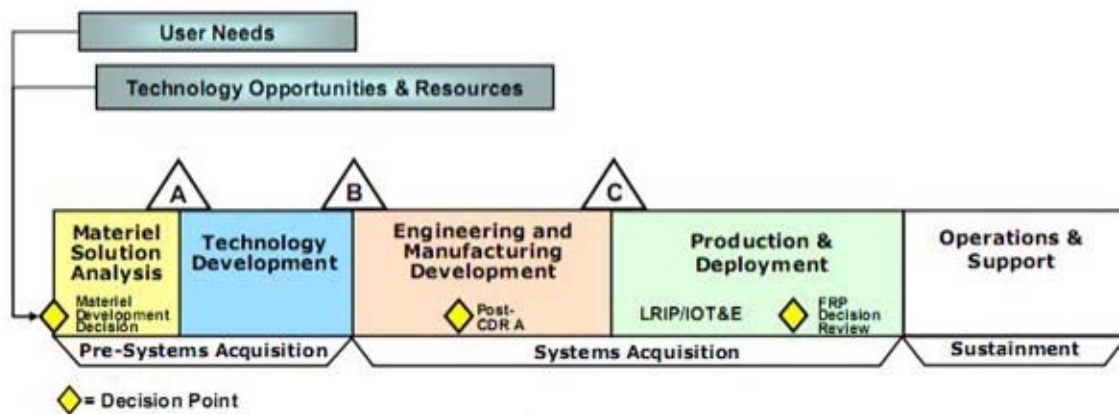 User Needs
Technology Opportunities & Resources
A
B
C
Materiel
Solution
Analysis
Technology
Development
Engineering and
Manufacturing
Development
Production &
Deployment
Operations &
Support
Materiel
Development
Decision
Post-
CDR A
LRIP/IOT&E
FRP
Decision
Review
Pre-Systems Acquisition
Systems Acquisition
Sustainment
= Decision Point